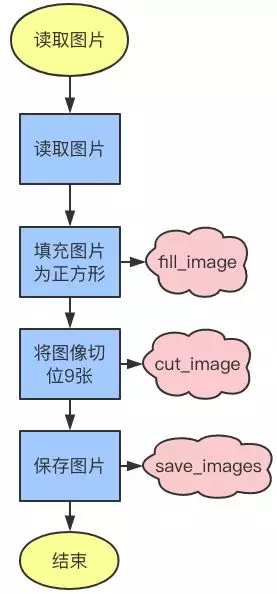 读取图片
读取图片
填充图片
为正方形
fill_image
将图像切
位9张
cut_image
保存图片
save_images
结束